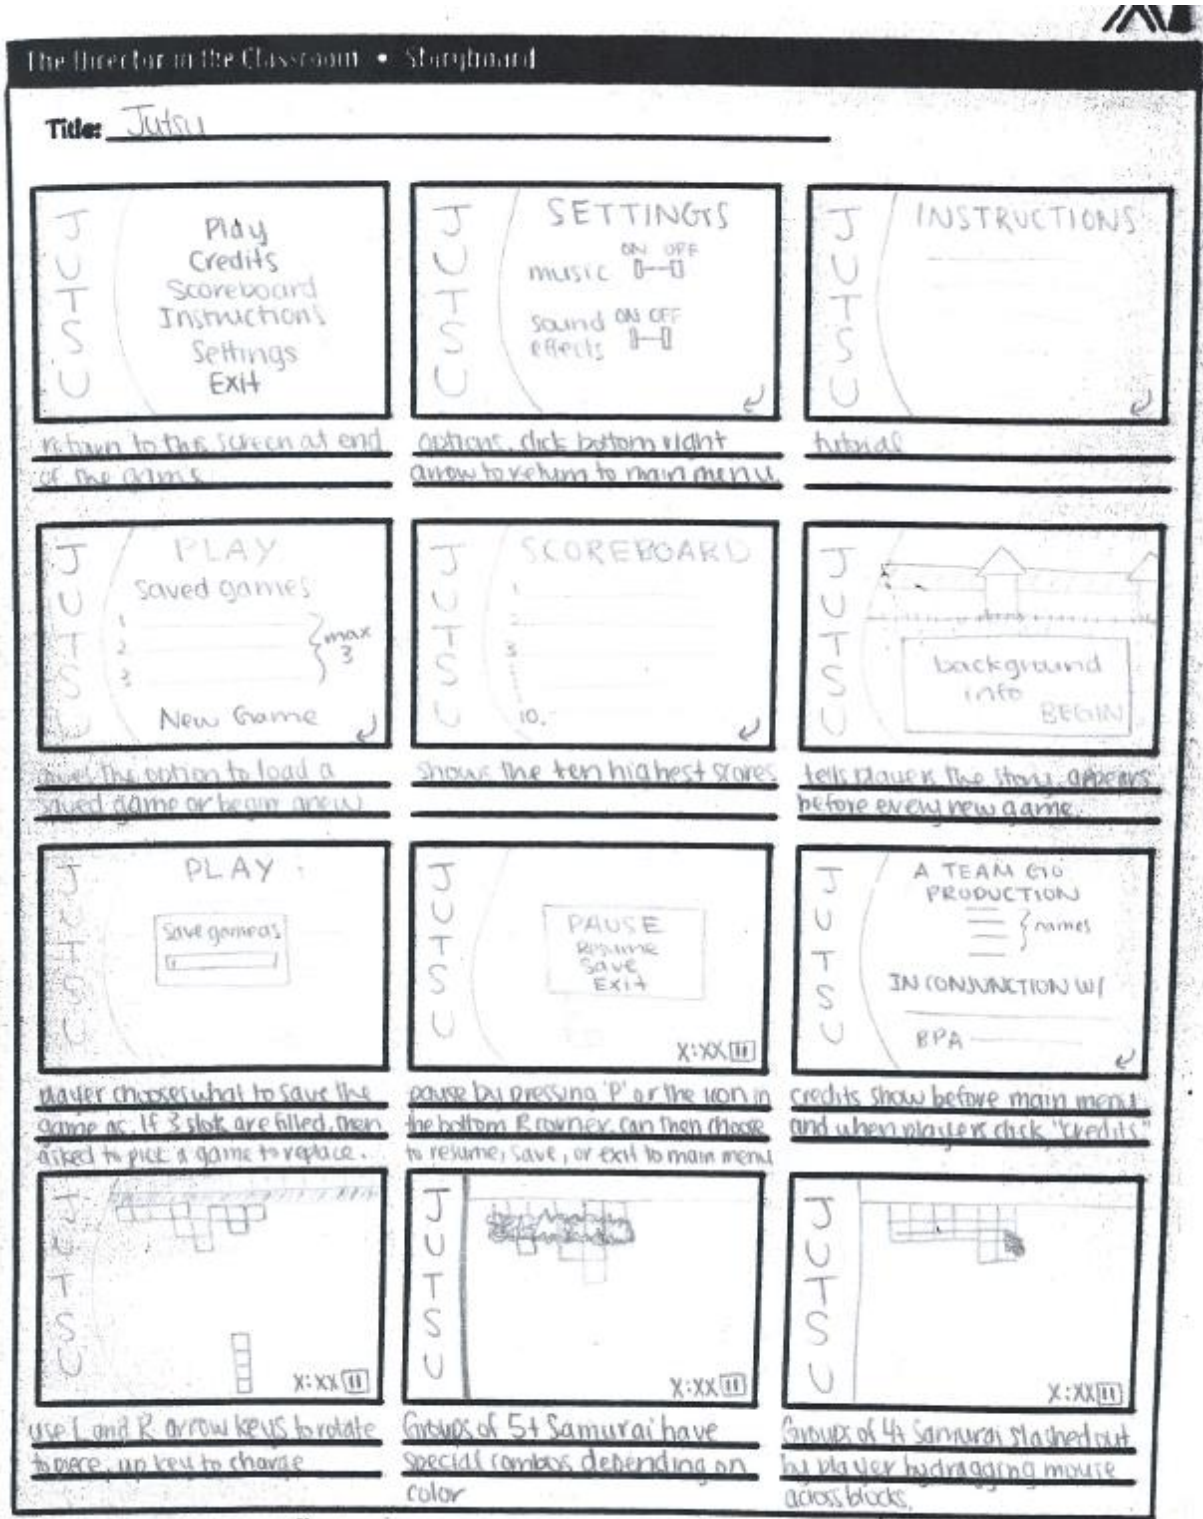 The Director in the Classroom • Storyboard
Title: Jutsu
JUTSU
Play
Credits
Scoreboard
Instructions
Settings
Exit
return to this screen at end
of the game
JUTSU
SETTINGS
ON OFF
music
ON OFF
sound
effects
options, click bottom right
arrow to return to main menu
JUTSU
INSTRUCTIONS
tutorial
JUTSU
PLAY
Saved games
1
2
3
max
3
New Game
gives the option to load a
saved game or begin anew
JUTSU
SCOREBOARD
1
2
3
10.
shows the ten highest scores
JUTSU
background
info
BEGIN
tells players the story, appears
before every new game
JUTSU
PLAY
Save game as
player chooses what to save the
game as. If 3 slots are filled, then
asked to pick a game to replace.
JUTSU
PAUSE
Resume
Save
Exit
X:XX
pause by pressing 'P' or the icon in
the bottom R corner, can then choose
to resume, save, or exit to main menu
JUTSU
A TEAM GIO
PRODUCTION
names
IN CONJUNCTION W/
BPA
credits show before main menu
and when players click "credits"
JUTSU
X:XX
use L and R arrow keys to rotate
to piece, up key to charge
JUTSU
X:XX
Groups of 5+ Samurai have
special combos depending on
color
JUTSU
X:XX
Groups of 4+ Samurai slashed out
by player by dragging mouse
across blocks.